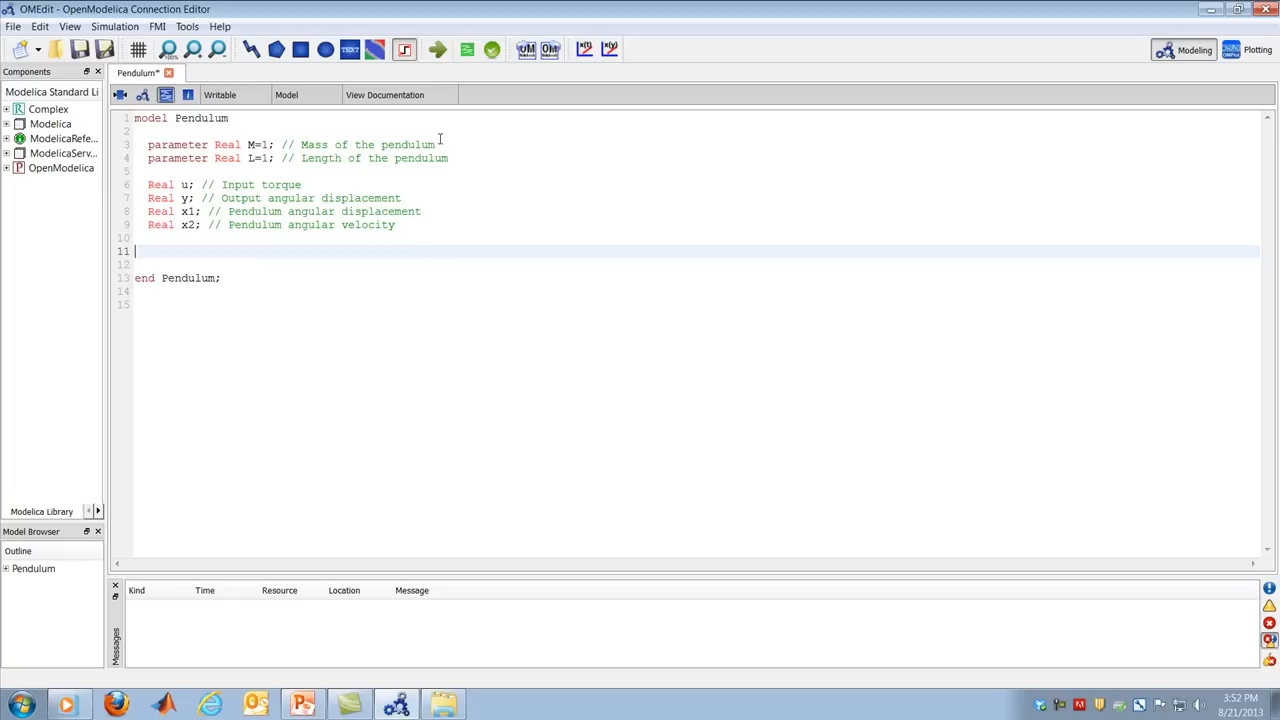 OMEdit - OpenModelica Connection Editor
File Edit View Simulation FMI Tools Help
100% TEXT OM OM x(t) x(y) Modeling Plotting
Components
Pendulum*
Modelica Standard Li
Writable Model View Documentation
Complex
Modelica
ModelicaRefe...
ModelicaServ...
OpenModelica
1 model Pendulum
2
3 parameter Real M=1; // Mass of the pendulum
4 parameter Real L=1; // Length of the pendulum
5
6 Real u; // Input torque
7 Real y; // Output angular displacement
8 Real x1; // Pendulum angular displacement
9 Real x2; // Pendulum angular velocity
10
11
12
13 end Pendulum;
14
15
Modelica Library
Model Browser
Outline
Pendulum
Messages
Kind Time Resource Location Message
3:52 PM
8/21/2013